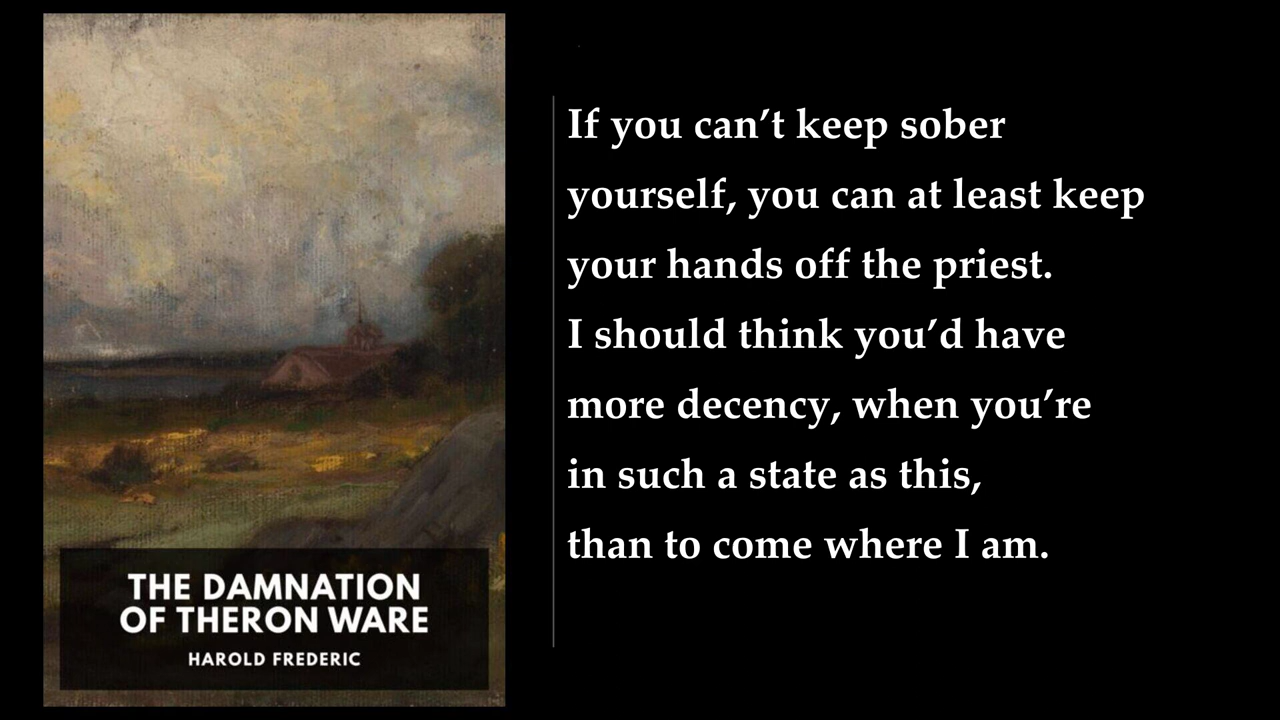 THE DAMNATION
OF THERON WARE
HAROLD FREDERIC
If you can’t keep sober
yourself, you can at least keep
your hands off the priest.
I should think you’d have
more decency, when you’re
in such a state as this,
than to come where I am.